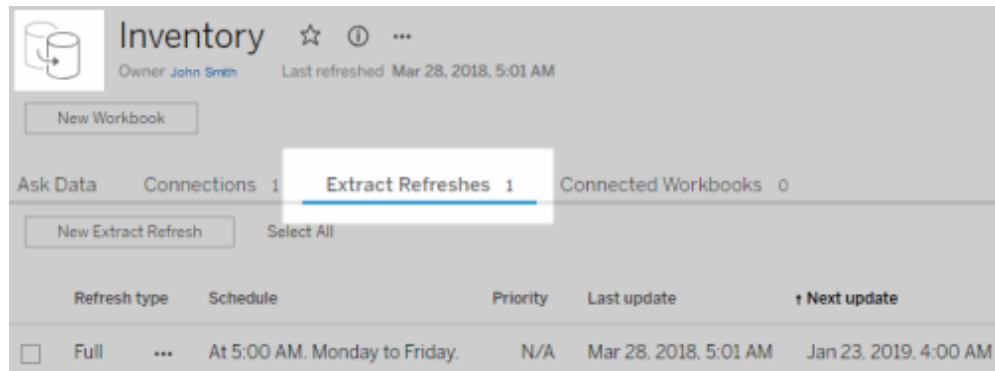 Inventory
Owner John Smith Last refreshed Mar 28, 2018, 5:01 AM
New Workbook
Ask Data Connections 1 Extract Refreshes 1 Connected Workbooks 0
New Extract Refresh Select All
Refresh type Schedule Priority Last update ↑ Next update
Full ••• At 5:00 AM. Monday to Friday. N/A Mar 28, 2018, 5:01 AM Jan 23, 2019, 4:00 AM